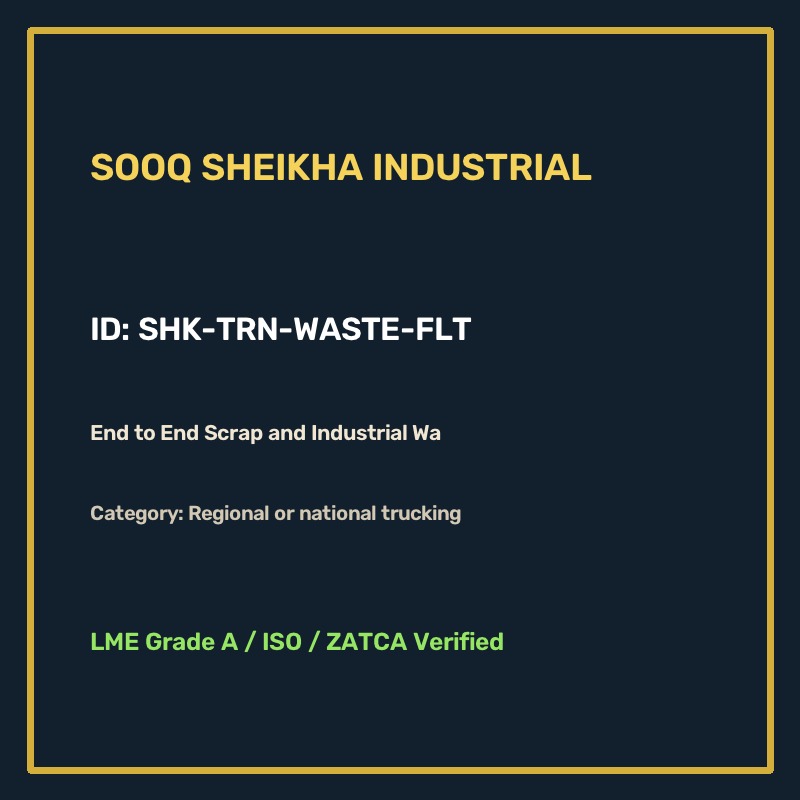 SOOQ SHEIKHA INDUSTRIAL
ID: SHK-TRN-WASTE-FLT
End to End Scrap and Industrial Wa
Category: Regional or national trucking
LME Grade A / ISO / ZATCA Verified